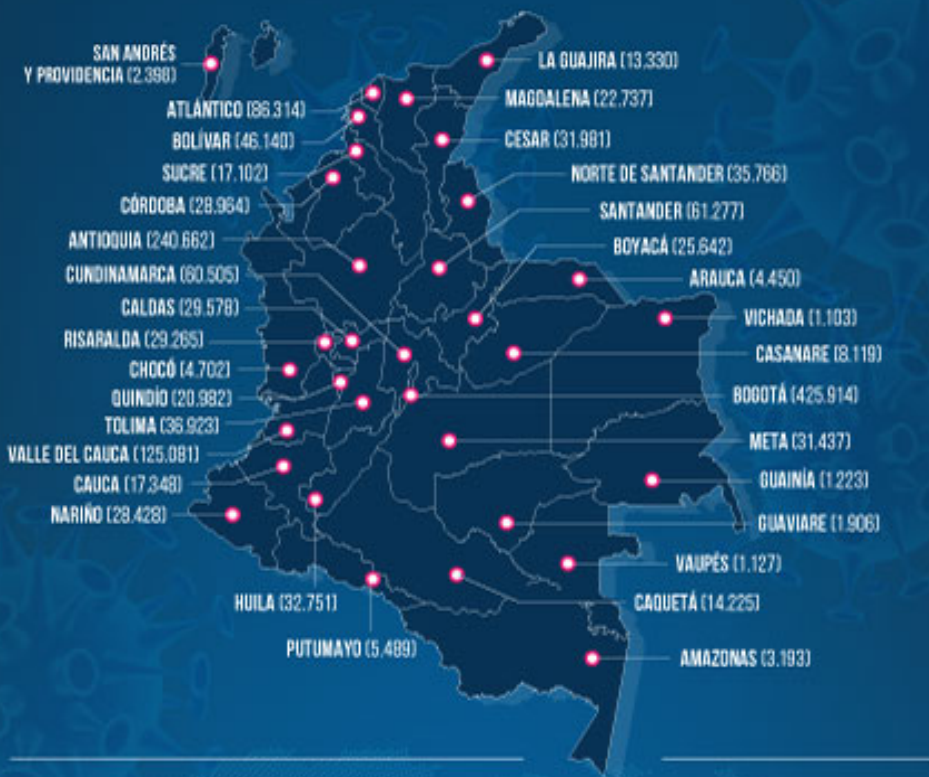 SAN ANDRÉS
Y PROVIDENCIA (2.398)
ATLÁNTICO (86.314)
BOLÍVAR (46.140)
SUCRE (17.102)
CÓRDOBA (28.964)
ANTIOQUIA (240.662)
CUNDINAMARCA (60.505)
CALDAS (29.578)
RISARALDA (29.265)
CHOCÓ (4.702)
QUINDÍO (20.982)
TOLIMA (36.923)
VALLE DEL CAUCA (125.081)
CAUCA (17.348)
NARIÑO (28.428)
HUILA (32.751)
PUTUMAYO (5.489)
LA GUAJIRA (13.330)
MAGDALENA (22.737)
CESAR (31.981)
NORTE DE SANTANDER (35.766)
SANTANDER (61.277)
BOYACÁ (25.642)
ARAUCA (4.450)
VICHADA (1.103)
CASANARE (8.119)
BOGOTÁ (425.914)
META (31.437)
GUAINÍA (1.223)
GUAVIARE (1.906)
VAUPÉS (1.127)
CAQUETÁ (14.225)
AMAZONAS (3.193)